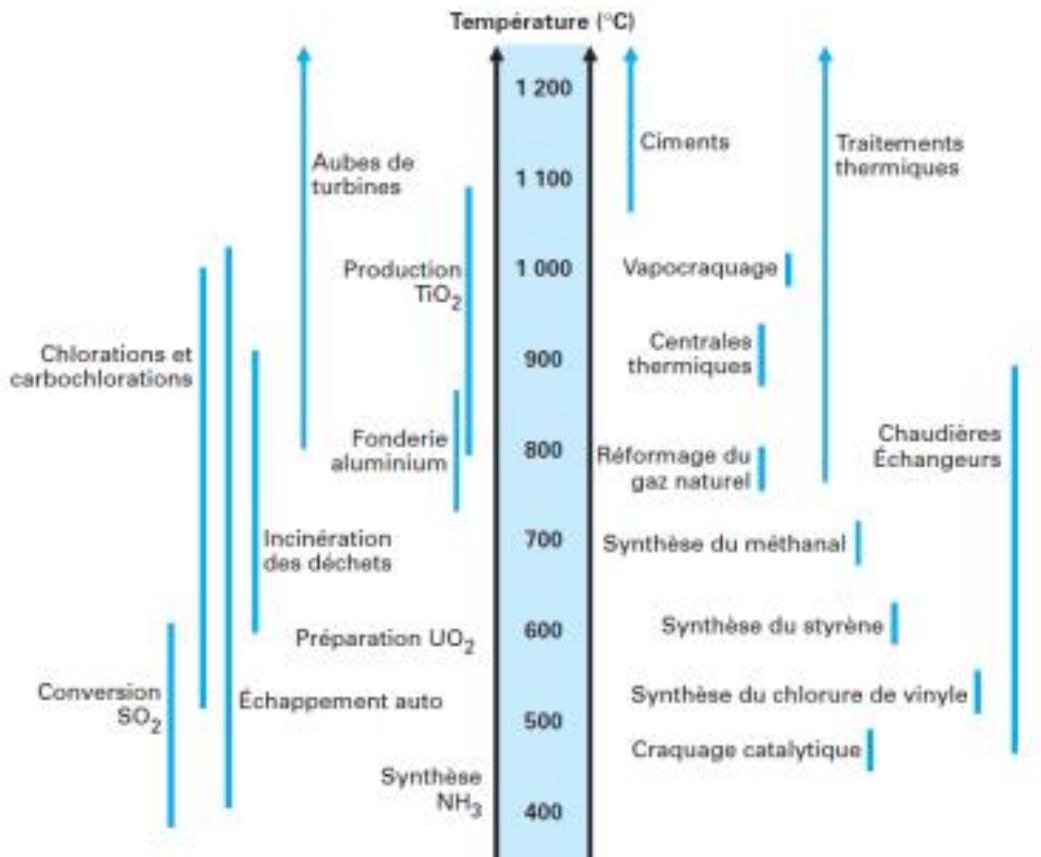 Température (°C)
1 200
1 100
1 000
900
800
700
600
500
400
Aubes de
turbines
Production
TiO2
Chlorations et
carbochlorations
Fonderie
aluminium
Incinération
des déchets
Préparation UO2
Conversion
SO2
Échappement auto
Synthèse
NH3
Ciments
Traitements
thermiques
Vapocraquage
Centrales
thermiques
Chaudières
Échangeurs
Réformage du
gaz naturel
Synthèse du méthanal
Synthèse du styrène
Synthèse du chlorure de vinyle
Craquage catalytique